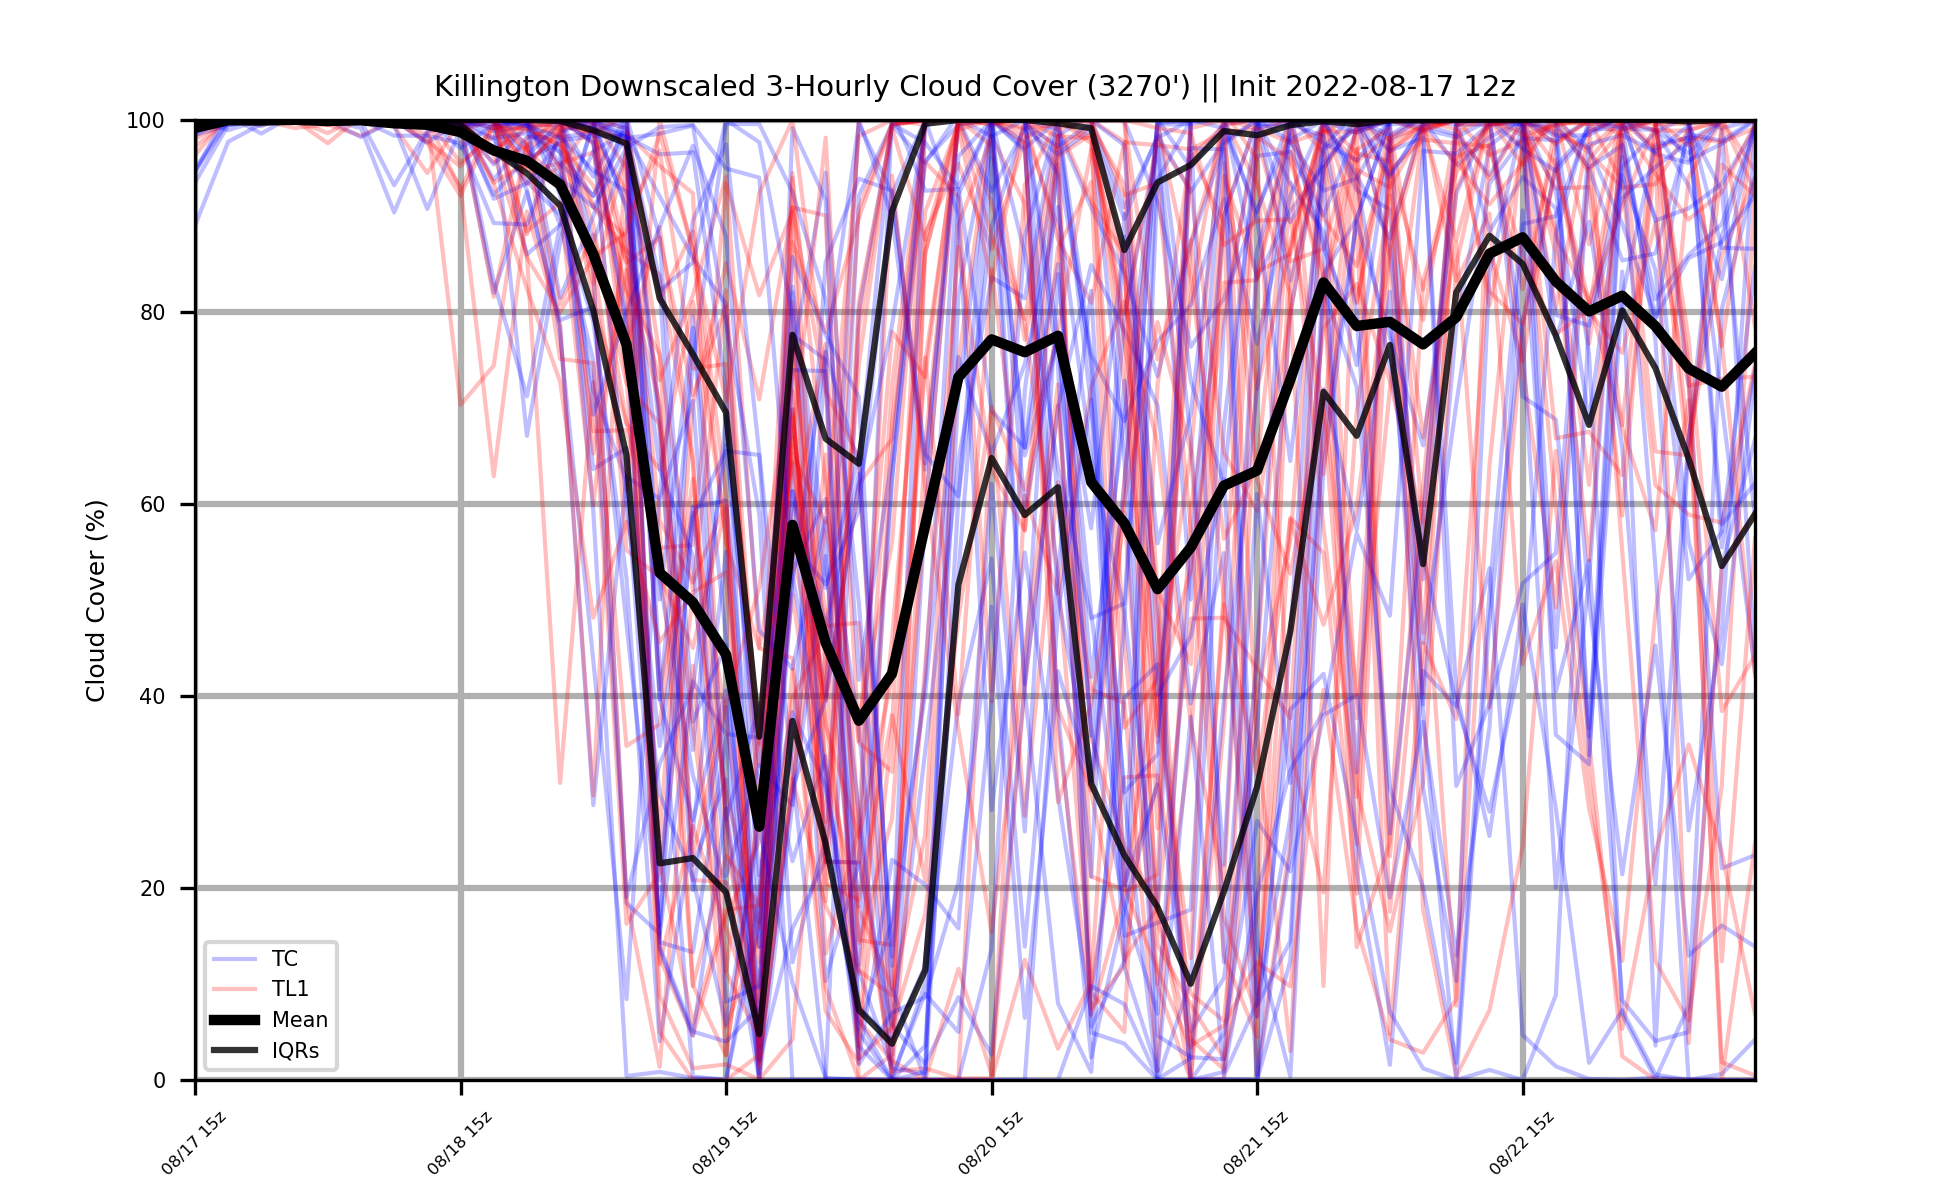 Killington Downscaled 3-Hourly Cloud Cover (3270') || Init 2022-08-17 12z
Cloud Cover (%)
100
80
60
40
20
0
TC
TL1
Mean
IQRs
08/17 15z
08/18 15z
08/19 15z
08/20 15z
08/21 15z
08/22 15z